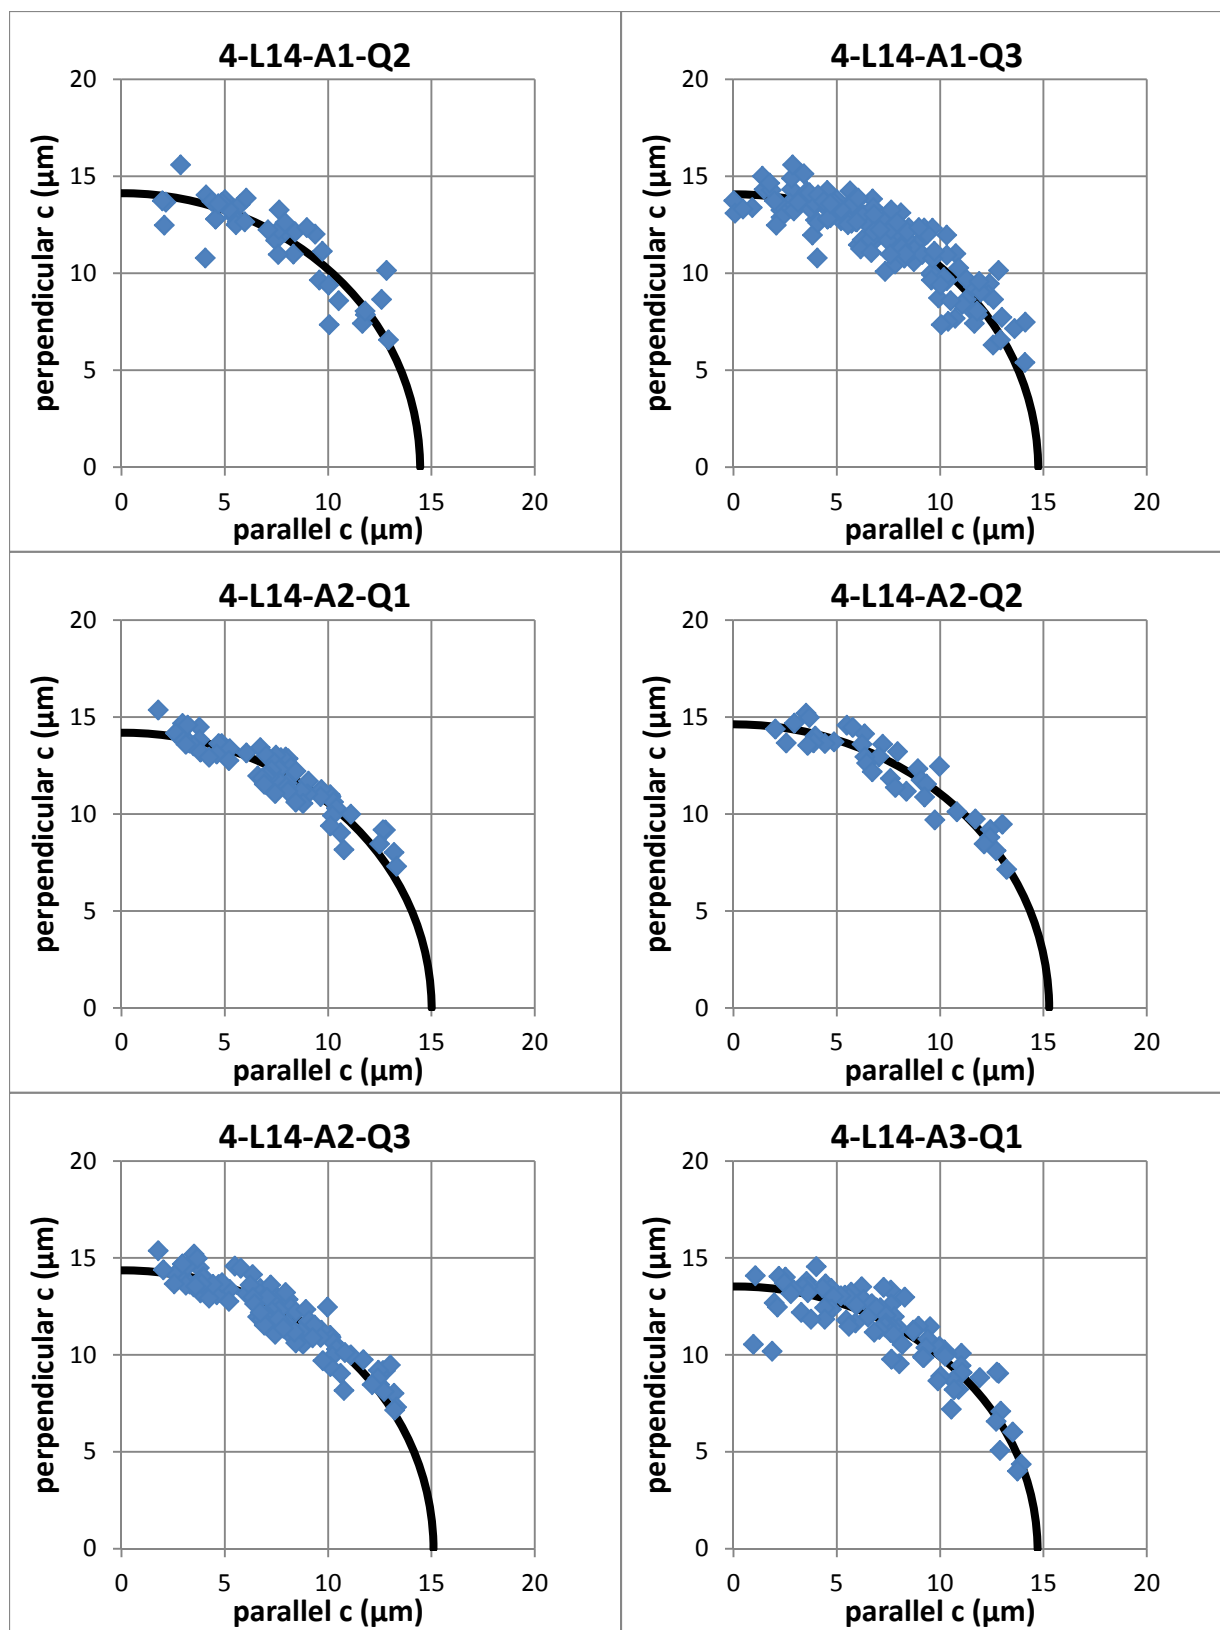 4-L14-A1-Q2
20
15
10
5
0
perpendicular c (µm)
0 5 10 15 20
parallel c (µm)
4-L14-A1-Q3
20
15
10
5
0
perpendicular c (µm)
0 5 10 15 20
parallel c (µm)
4-L14-A2-Q1
20
15
10
5
0
perpendicular c (µm)
0 5 10 15 20
parallel c (µm)
4-L14-A2-Q2
20
15
10
5
0
perpendicular c (µm)
0 5 10 15 20
parallel c (µm)
4-L14-A2-Q3
20
15
10
5
0
perpendicular c (µm)
0 5 10 15 20
parallel c (µm)
4-L14-A3-Q1
20
15
10
5
0
perpendicular c (µm)
0 5 10 15 20
parallel c (µm)